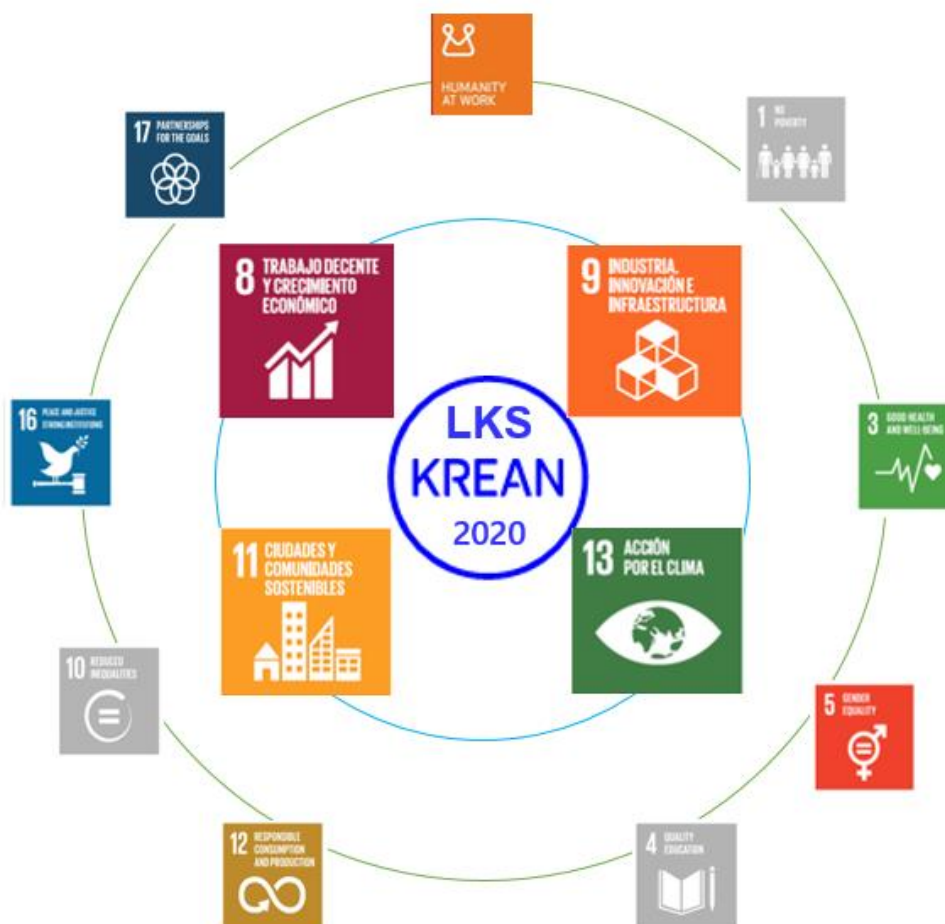 HUMANITY
AT WORK
1 NO
POVERTY
17 PARTNERSHIPS
FOR THE GOALS
8 TRABAJO DECENTE
Y CRECIMIENTO
ECONÓMICO
9 INDUSTRIA,
INNOVACIÓN E
INFRAESTRUCTURA
LKS
KREAN
2020
16 PEACE AND JUSTICE
STRONG INSTITUTIONS
3 GOOD HEALTH
AND WELL-BEING
11 CIUDADES Y
COMUNIDADES
SOSTENIBLES
13 ACCIÓN
POR EL CLIMA
10 REDUCED
INEQUALITIES
5 GENDER
EQUALITY
12 RESPONSIBLE
CONSUMPTION
AND PRODUCTION
4 QUALITY
EDUCATION